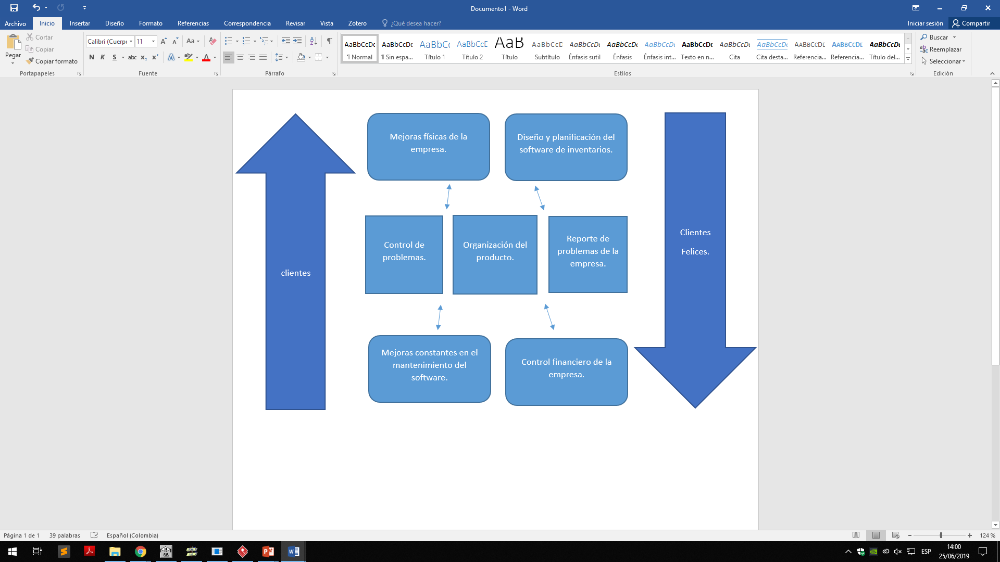 Documento1 - Word
Archivo
Inicio
Insertar
Diseño
Formato
Referencias
Correspondencia
Revisar
Vista
Zotero
¿Qué desea hacer?
Iniciar sesión
Compartir
Pegar
Cortar
Copiar
Copiar formato
Portapapeles
Calibri (Cuerpo
11
Aa
N K S abc x₂ x²
Fuente
Párrafo
AaBbCcDc
¶ Normal
AaBbCcDc
¶ Sin espa...
AaBbCc
Título 1
AaBbCcD
Título 2
AaB
Título
AaBbCcD
Subtítulo
AaBbCcDc
Énfasis sutil
AaBbCcDc
Énfasis
AaBbCcDc
Énfasis int...
AaBbCcDc
Texto en n...
AaBbCcDc
Cita
AaBbCcDc
Cita desta...
AaBbCcDd
Referencia...
AaBbCcDd
Referencia...
AaBbCcDc
Título del...
Estilos
Buscar
Reemplazar
Seleccionar
Edición
clientes
Mejoras físicas de la
empresa.
Diseño y planificación del
software de inventarios.
Control de
problemas.
Organización del
producto.
Reporte de
problemas de la
empresa.
Mejoras constantes en el
mantenimiento del
software.
Control financiero de la
empresa.
Clientes
Felices.
Página 1 de 1
39 palabras
Español (Colombia)
124 %
ESP
14:00
25/06/2019